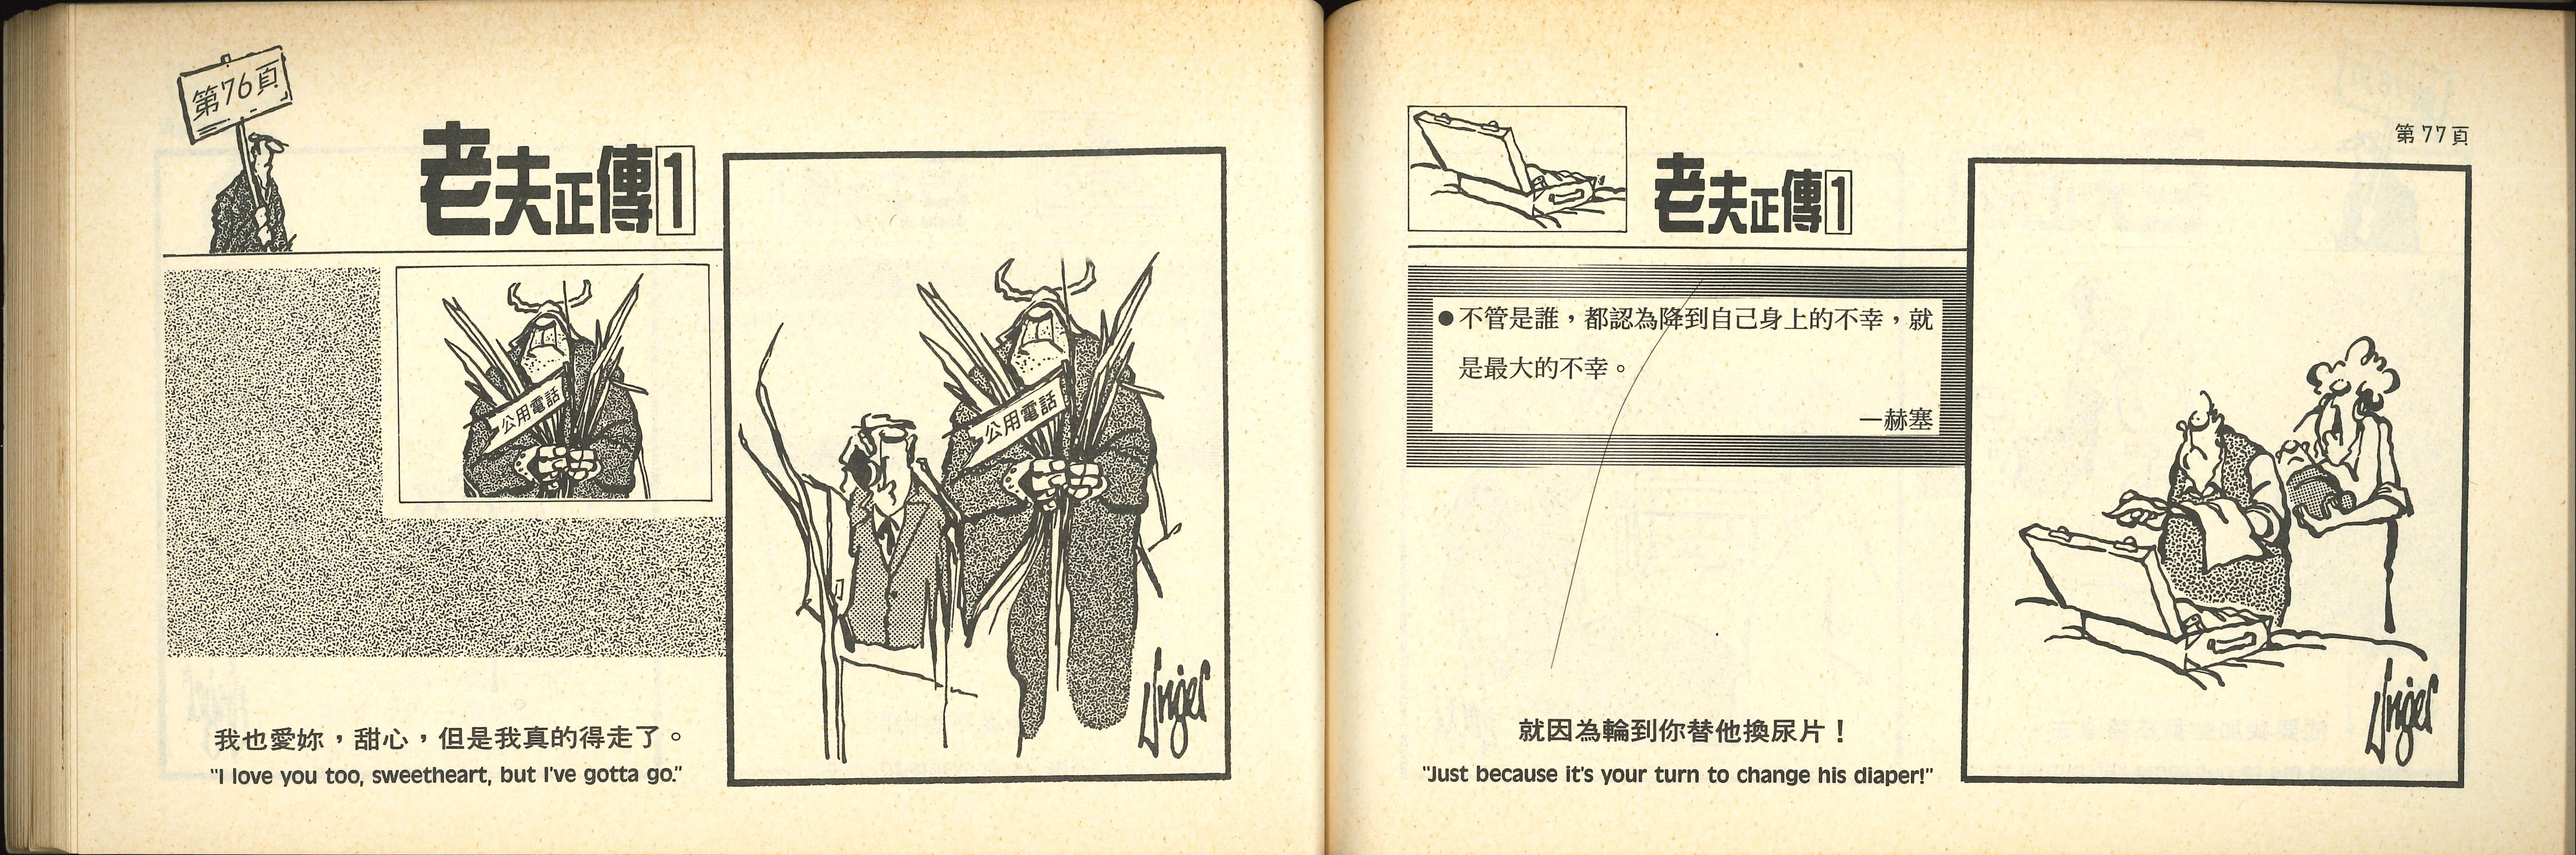 第76頁
老夫正傳1
公用電話
公用電話
Unger
我也愛妳，甜心，但是我真的得走了。
"I love you too, sweetheart, but I've gotta go."
第77頁
老夫正傳1
●不管是誰，都認為降到自己身上的不幸，就
是最大的不幸。
—赫塞
Unger
就因為輪到你替他換尿片！
"Just because it's your turn to change his diaper!"